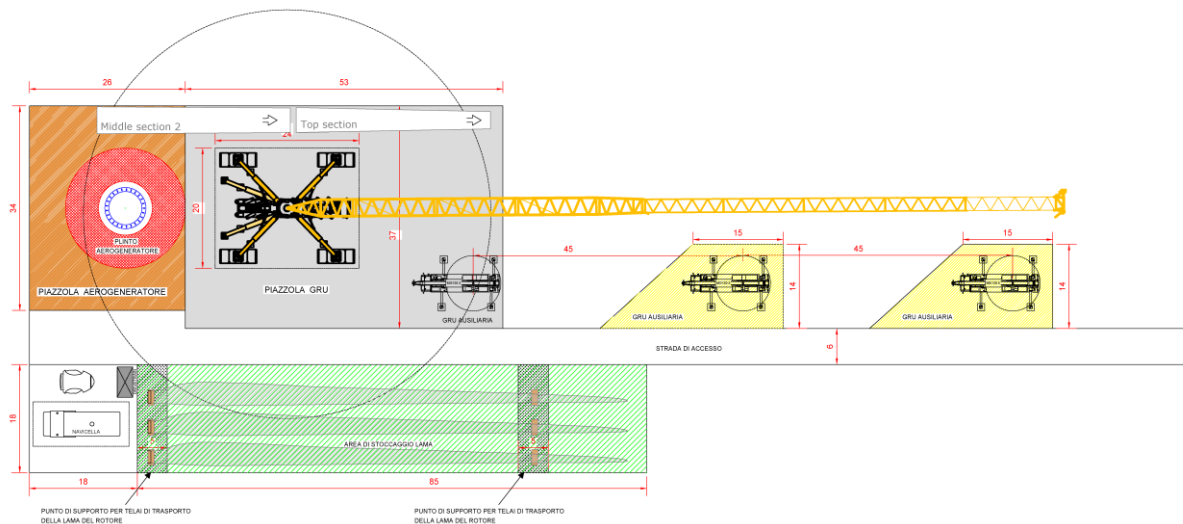 26
53
Middle section 2
Top section
24
34
20
37
PLINTO
AEROGENERATORE
PIAZZOLA AEROGENERATORE
PIAZZOLA GRU
15
15
45
45
14
14
GRU AUSILIARIA
GRU AUSILIARIA
GRU AUSILIARIA
STRADA DI ACCESSO
6
18
NAVICELLA
AREA DI STOCCAGGIO LAMA
5
18
85
PUNTO DI SUPPORTO PER TELAI DI TRASPORTO
DELLA LAMA DEL ROTORE
PUNTO DI SUPPORTO PER TELAI DI TRASPORTO
DELLA LAMA DEL ROTORE